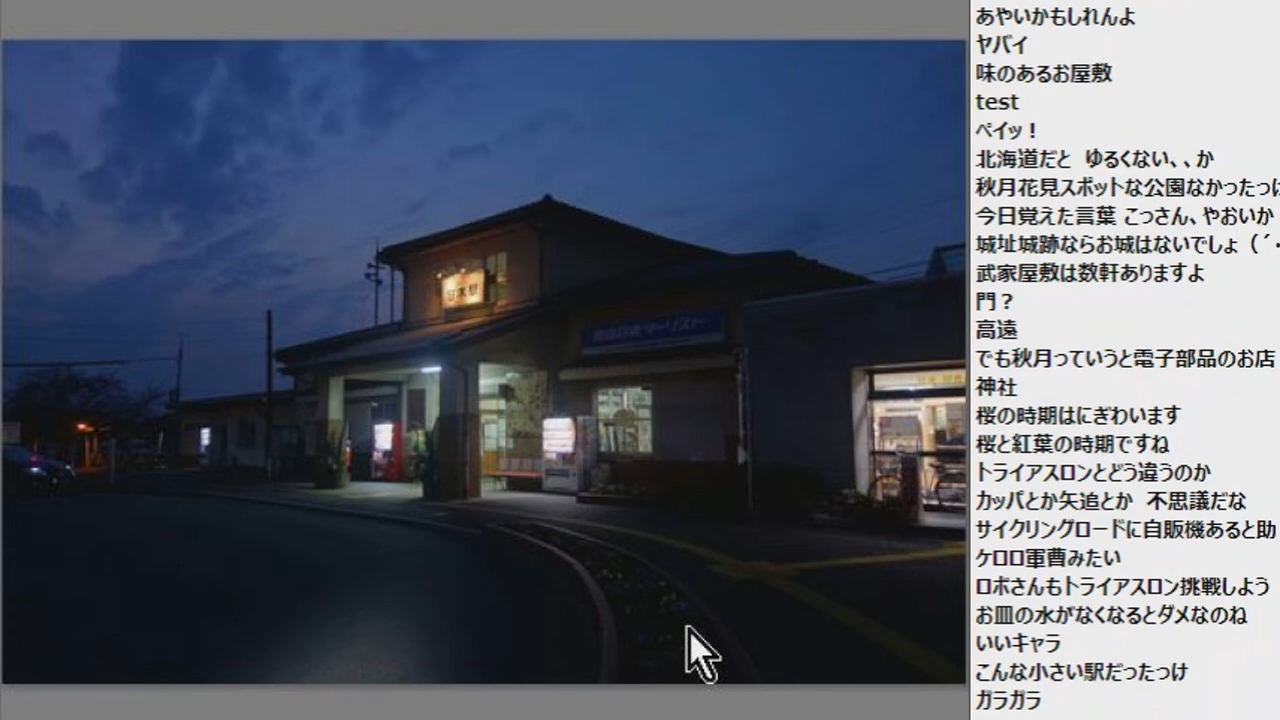 甘木駅
あやいかもしれんよ
ヤバイ
味のあるお屋敷
test
ペイッ！
北海道だと　ゆるくない、、か
秋月花見スポットな公園なかったっけ
今日覚えた言葉 こっさん、やおいか
城址城跡ならお城はないでしょ（´・
武家屋敷は数軒ありますよ
門？
高遠
でも秋月っていうと電子部品のお店
神社
桜の時期はにぎわいます
桜と紅葉の時期ですね
トライアスロンとどう違うのか
カッパとか矢追とか　不思議だな
サイクリングロードに自販機あると助
ケロロ軍曹みたい
ロボさんもトライアスロン挑戦しよう
お皿の水がなくなるとダメなのね
いいキャラ
こんな小さい駅だったっけ
ガラガラ